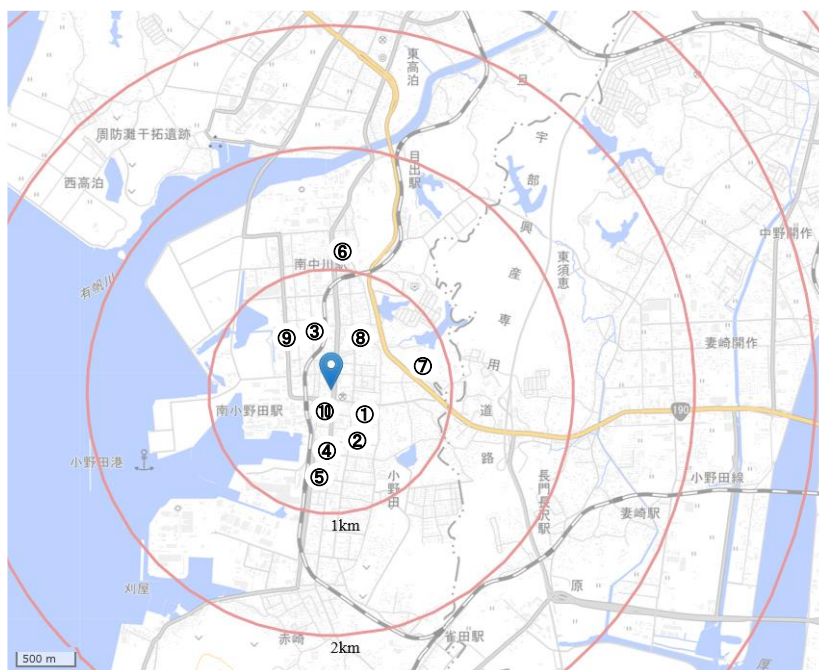 東高泊
旦
周防灘干拓遺跡
目出駅
宇部興産専用道路
西高泊
中野開作
東須恵
⑥
南中川駅
有帆川
⑨
③
⑧
妻崎開作
⑦
南小野田駅
⑩
①
190
②
小野田港
④
⑤
小野田
長門長沢駅
小野田線
妻崎駅
1km
刈屋
原
赤崎
雀田駅
2km
500 m
厚